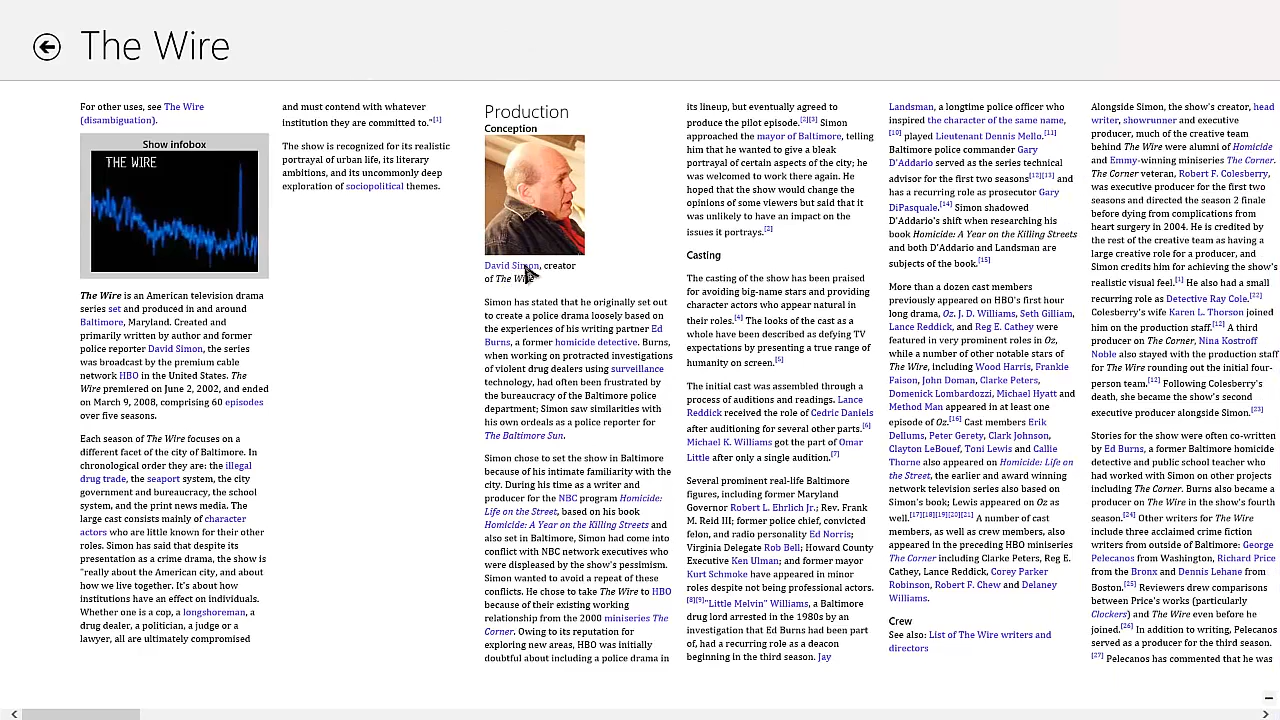 The Wire
For other uses, see The Wire
(disambiguation).
Show infobox
THE WIRE
The Wire is an American television drama
series set and produced in and around
Baltimore, Maryland. Created and
primarily written by author and former
police reporter David Simon, the series
was broadcast by the premium cable
network HBO in the United States. The
Wire premiered on June 2, 2002, and ended
on March 9, 2008, comprising 60 episodes
over five seasons.
Each season of The Wire focuses on a
different facet of the city of Baltimore. In
chronological order they are: the illegal
drug trade, the seaport system, the city
government and bureaucracy, the school
system, and the print news media. The
large cast consists mainly of character
actors who are little known for their other
roles. Simon has said that despite its
presentation as a crime drama, the show is
"really about the American city, and about
how we live together. It's about how
institutions have an effect on individuals.
Whether one is a cop, a longshoreman, a
drug dealer, a politician, a judge or a
lawyer, all are ultimately compromised
and must contend with whatever
institution they are committed to."[1]
The show is recognized for its realistic
portrayal of urban life, its literary
ambitions, and its uncommonly deep
exploration of sociopolitical themes.
Production
Conception
David Simon, creator
of The Wire
Simon has stated that he originally set out
to create a police drama loosely based on
the experiences of his writing partner Ed
Burns, a former homicide detective. Burns,
when working on protracted investigations
of violent drug dealers using surveillance
technology, had often been frustrated by
the bureaucracy of the Baltimore police
department; Simon saw similarities with
his own ordeals as a police reporter for
The Baltimore Sun.
Simon chose to set the show in Baltimore
because of his intimate familiarity with the
city. During his time as a writer and
producer for the NBC program Homicide:
Life on the Street, based on his book
Homicide: A Year on the Killing Streets and
also set in Baltimore, Simon had come into
conflict with NBC network executives who
were displeased by the show's pessimism.
Simon wanted to avoid a repeat of these
conflicts. He chose to take The Wire to HBO
because of their existing working
relationship from the 2000 miniseries The
Corner. Owing to its reputation for
exploring new areas, HBO was initially
doubtful about including a police drama in
its lineup, but eventually agreed to
produce the pilot episode.[2][3] Simon
approached the mayor of Baltimore, telling
him that he wanted to give a bleak
portrayal of certain aspects of the city; he
was welcomed to work there again. He
hoped that the show would change the
opinions of some viewers but said that it
was unlikely to have an impact on the
issues it portrays.[2]
Casting
The casting of the show has been praised
for avoiding big-name stars and providing
character actors who appear natural in
their roles.[4] The looks of the cast as a
whole have been described as defying TV
expectations by presenting a true range of
humanity on screen.[5]
The initial cast was assembled through a
process of auditions and readings. Lance
Reddick received the role of Cedric Daniels
after auditioning for several other parts.[6]
Michael K. Williams got the part of Omar
Little after only a single audition.[7]
Several prominent real-life Baltimore
figures, including former Maryland
Governor Robert L. Ehrlich Jr.; Rev. Frank
M. Reid III; former police chief, convicted
felon, and radio personality Ed Norris;
Virginia Delegate Rob Bell; Howard County
Executive Ken Ulman; and former mayor
Kurt Schmoke have appeared in minor
roles despite not being professional actors.
[8][9]"Little Melvin" Williams, a Baltimore
drug lord arrested in the 1980s by an
investigation that Ed Burns had been part
of, had a recurring role as a deacon
beginning in the third season. Jay
Landsman, a longtime police officer who
inspired the character of the same name,
[10] played Lieutenant Dennis Mello.[11]
Baltimore police commander Gary
D'Addario served as the series technical
advisor for the first two seasons[12][13] and
has a recurring role as prosecutor Gary
DiPasquale.[14] Simon shadowed
D'Addario's shift when researching his
book Homicide: A Year on the Killing Streets
and both D'Addario and Landsman are
subjects of the book.[15]
More than a dozen cast members
previously appeared on HBO's first hour
long drama, Oz. J. D. Williams, Seth Gilliam,
Lance Reddick, and Reg E. Cathey were
featured in very prominent roles in Oz,
while a number of other notable stars of
The Wire, including Wood Harris, Frankie
Faison, John Doman, Clarke Peters,
Domenick Lombardozzi, Michael Hyatt and
Method Man appeared in at least one
episode of Oz.[16] Cast members Erik
Dellums, Peter Gerety, Clark Johnson,
Clayton LeBouef, Toni Lewis and Callie
Thorne also appeared on Homicide: Life on
the Street, the earlier and award winning
network television series also based on
Simon's book; Lewis appeared on Oz as
well.[17][18][19][20][21] A number of cast
members, as well as crew members, also
appeared in the preceding HBO miniseries
The Corner including Clarke Peters, Reg E.
Cathey, Lance Reddick, Corey Parker
Robinson, Robert F. Chew and Delaney
Williams.
Crew
See also: List of The Wire writers and
directors
Alongside Simon, the show's creator, head
writer, showrunner and executive
producer, much of the creative team
behind The Wire were alumni of Homicide
and Emmy-winning miniseries The Corner.
The Corner veteran, Robert F. Colesberry,
was executive producer for the first two
seasons and directed the season 2 finale
before dying from complications from
heart surgery in 2004. He is credited by
the rest of the creative team as having a
large creative role for a producer, and
Simon credits him for achieving the show's
realistic visual feel.[1] He also had a small
recurring role as Detective Ray Cole.[22]
Colesberry's wife Karen L. Thorson joined
him on the production staff.[12] A third
producer on The Corner, Nina Kostroff
Noble also stayed with the production staff
for The Wire rounding out the initial four-
person team.[12] Following Colesberry's
death, she became the show's second
executive producer alongside Simon.[23]
Stories for the show were often co-written
by Ed Burns, a former Baltimore homicide
detective and public school teacher who
had worked with Simon on other projects
including The Corner. Burns also became a
producer on The Wire in the show's fourth
season.[24] Other writers for The Wire
include three acclaimed crime fiction
writers from outside of Baltimore: George
Pelecanos from Washington, Richard Price
from the Bronx and Dennis Lehane from
Boston.[25] Reviewers drew comparisons
between Price's works (particularly
Clockers) and The Wire even before he
joined.[26] In addition to writing, Pelecanos
served as a producer for the third season.
[27] Pelecanos has commented that he was